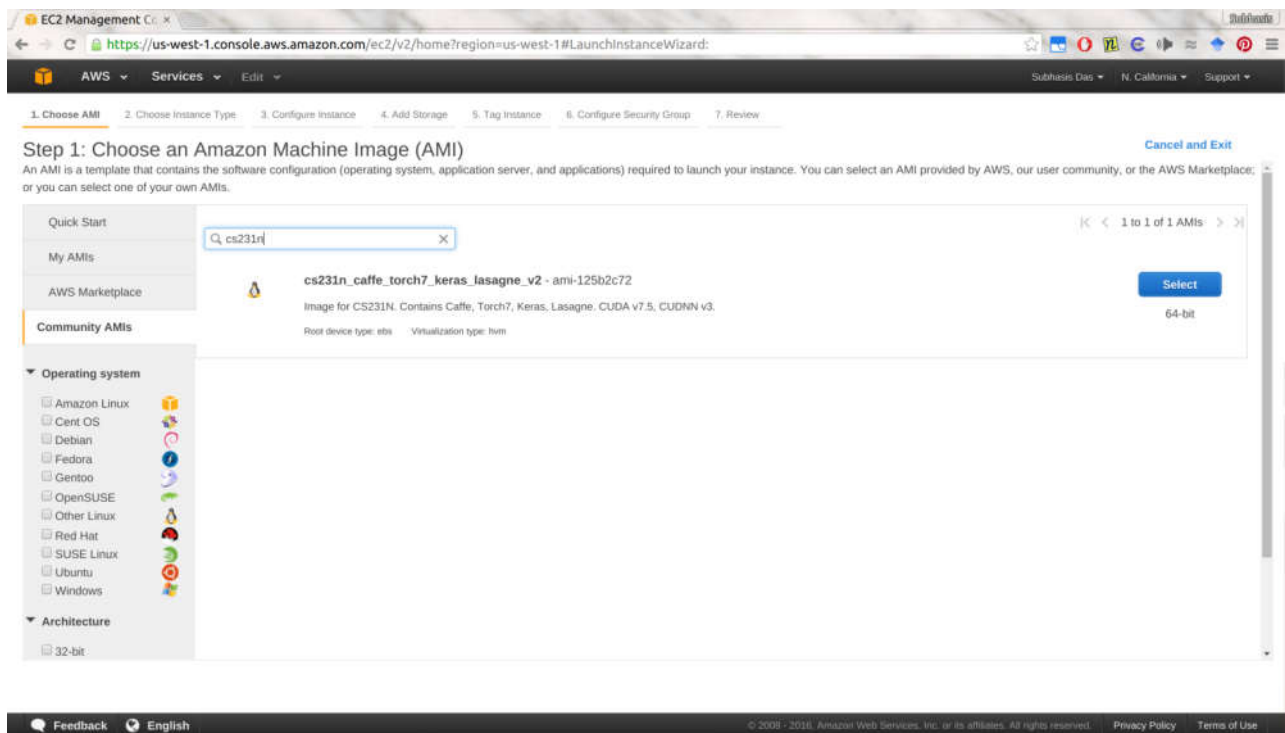 EC2 Management Co
https://us-west-1.console.aws.amazon.com/ec2/v2/home?region=us-west-1#LaunchInstanceWizard:
AWS Services Edit Subhasis Das N. California Support
1. Choose AMI 2. Choose Instance Type 3. Configure Instance 4. Add Storage 5. Tag Instance 6. Configure Security Group 7. Review
Step 1: Choose an Amazon Machine Image (AMI) Cancel and Exit
An AMI is a template that contains the software configuration (operating system, application server, and applications) required to launch your instance. You can select an AMI provided by AWS, our user community, or the AWS Marketplace;
or you can select one of your own AMIs.
Quick Start
My AMIs
AWS Marketplace
Community AMIs
cs231n
1 to 1 of 1 AMIs
cs231n_caffe_torch7_keras_lasagne_v2 - ami-125b2c72
Image for CS231N. Contains Caffe, Torch7, Keras, Lasagne. CUDA v7.5, CUDNN v3.
Root device type: ebs Virtualization type: hvm
Select
64-bit
Operating system
Amazon Linux
Cent OS
Debian
Fedora
Gentoo
OpenSUSE
Other Linux
Red Hat
SUSE Linux
Ubuntu
Windows
Architecture
32-bit
Feedback English © 2008 - 2016, Amazon Web Services, Inc. or its affiliates. All rights reserved. Privacy Policy Terms of Use